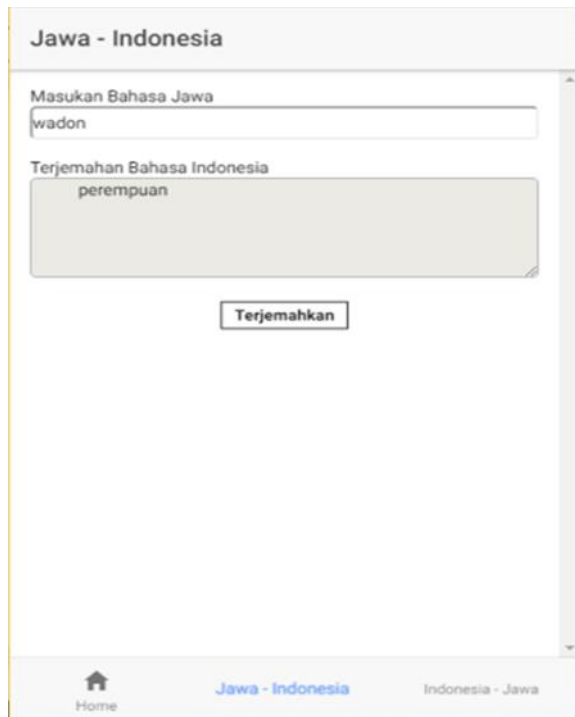 Jawa - Indonesia
Masukan Bahasa Jawa
wadon
Terjemahan Bahasa Indonesia
perempuan
Terjemahkan
Home
Jawa - Indonesia
Indonesia - Jawa